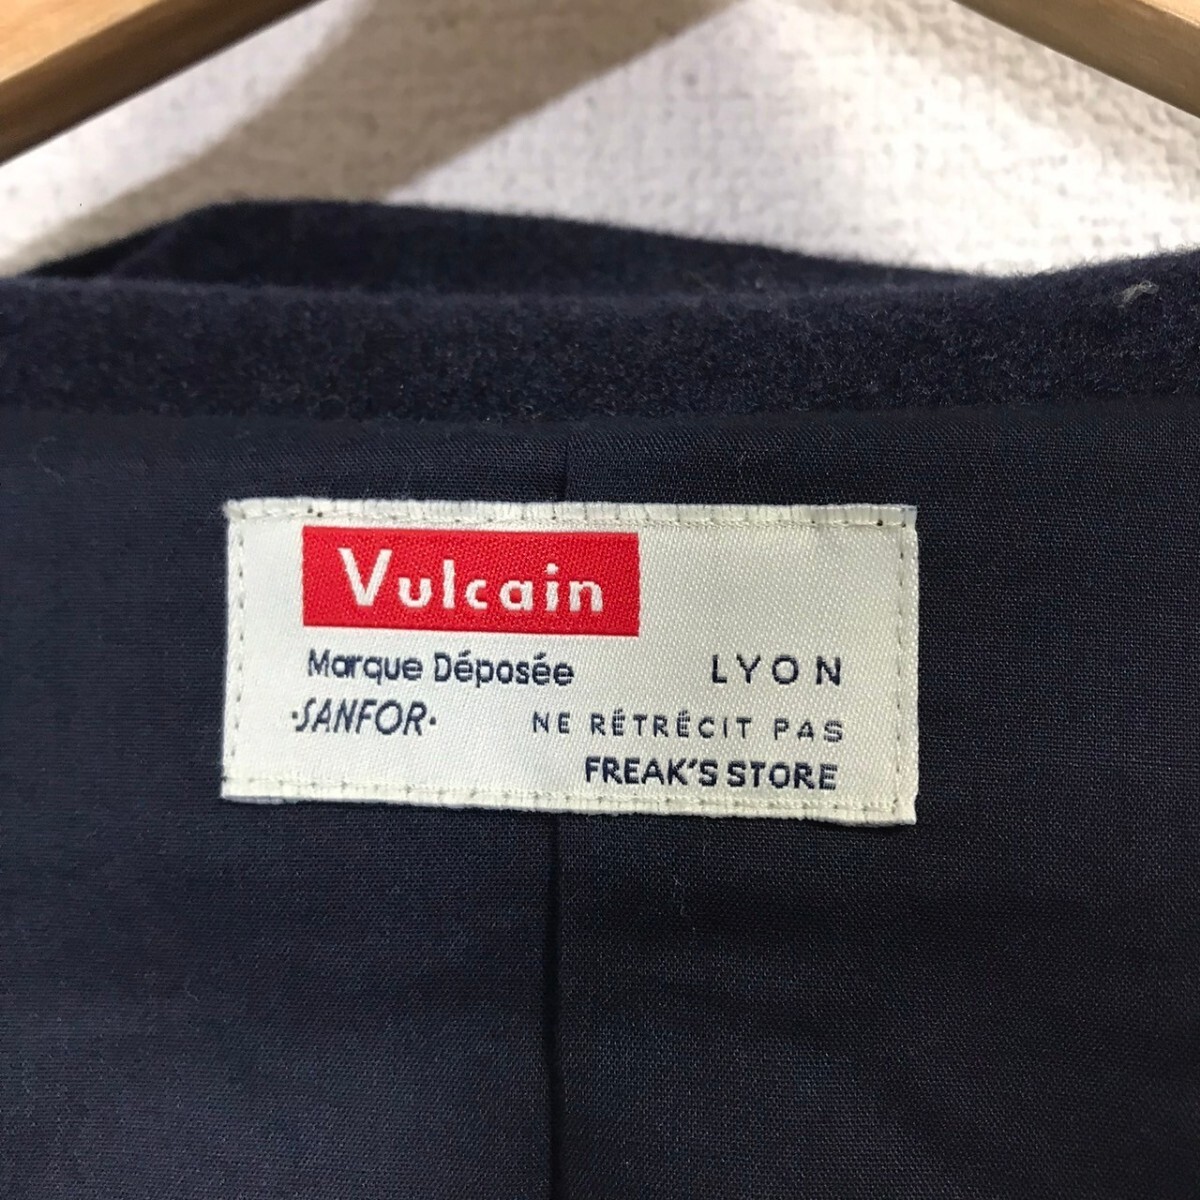 Vulcain
Marque Déposée LYON
·SANFOR· NE RÉTRÉCIT PAS
FREAK'S STORE